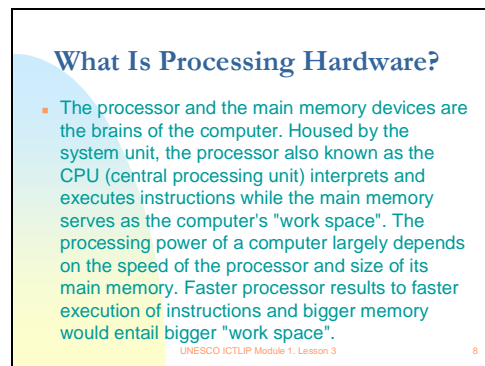 What Is Processing Hardware?
The processor and the main memory devices are
the brains of the computer. Housed by the
system unit, the processor also known as the
CPU (central processing unit) interprets and
executes instructions while the main memory
serves as the computer's "work space". The
processing power of a computer largely depends
on the speed of the processor and size of its
main memory. Faster processor results to faster
execution of instructions and bigger memory
would entail bigger "work space".
UNESCO ICTLIP Module 1. Lesson 3 8